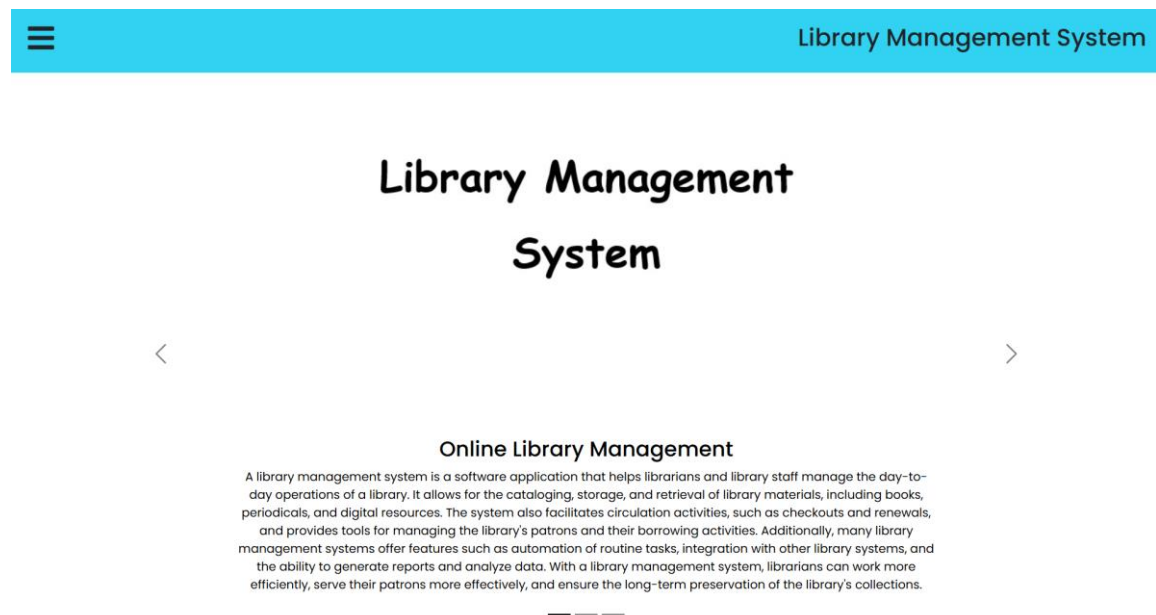 Library Management System
Library Management
System
Online Library Management
A library management system is a software application that helps librarians and library staff manage the day-to-
day operations of a library. It allows for the cataloging, storage, and retrieval of library materials, including books,
periodicals, and digital resources. The system also facilitates circulation activities, such as checkouts and renewals,
and provides tools for managing the library's patrons and their borrowing activities. Additionally, many library
management systems offer features such as automation of routine tasks, integration with other library systems, and
the ability to generate reports and analyze data. With a library management system, librarians can work more
efficiently, serve their patrons more effectively, and ensure the long-term preservation of the library's collections.